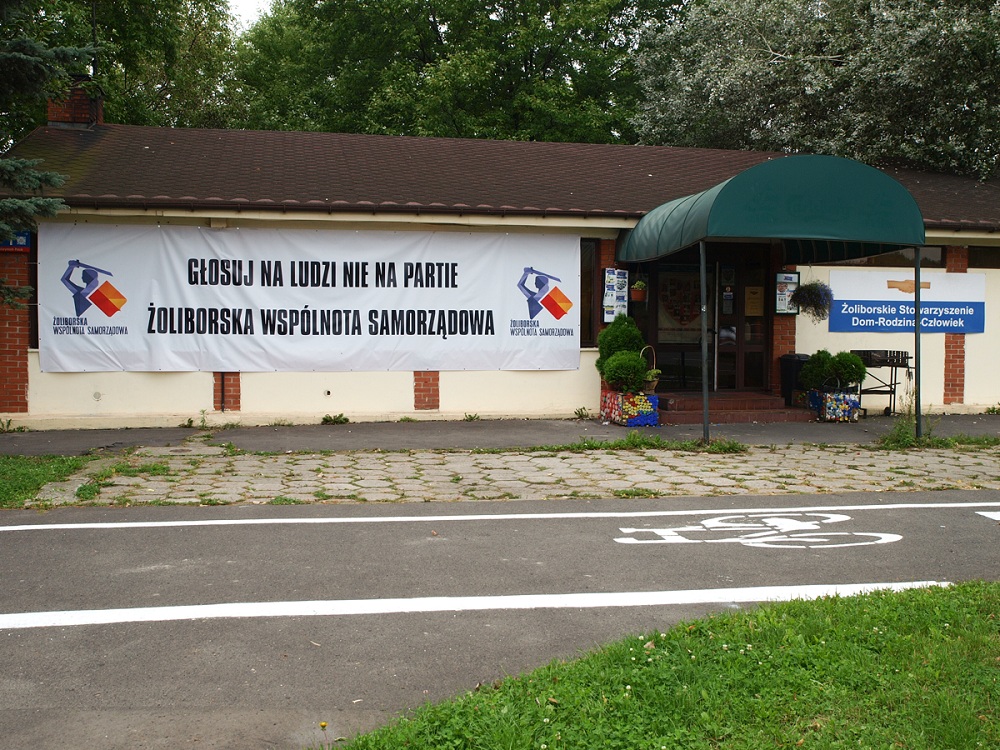 GŁOSUJ NA LUDZI NIE NA PARTIE
ŻOLIBORSKA WSPÓLNOTA SAMORZĄDOWA
ŻOLIBORSKA
WSPÓLNOTA SAMORZĄDOWA
ŻOLIBORSKA
WSPÓLNOTA SAMORZĄDOWA
Żoliborskie Stowarzyszenie
Dom-Rodzina-Człowiek